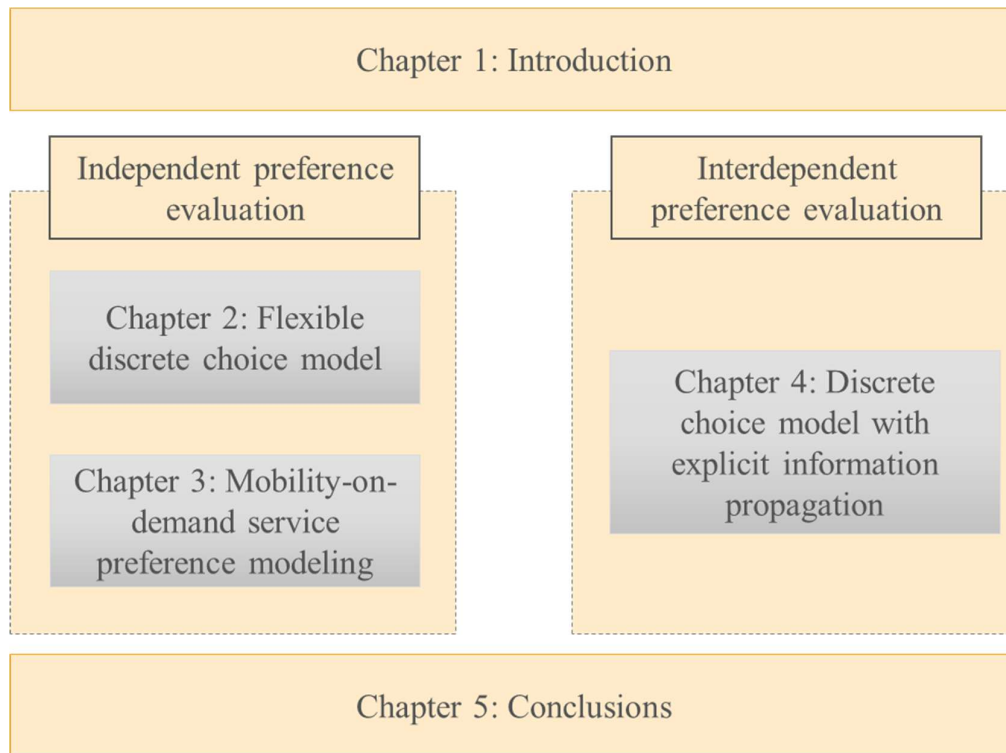 Chapter 1: Introduction
Independent preference
evaluation
Chapter 2: Flexible
discrete choice model
Chapter 3: Mobility-on-
demand service
preference modeling
Interdependent
preference evaluation
Chapter 4: Discrete
choice model with
explicit information
propagation
Chapter 5: Conclusions